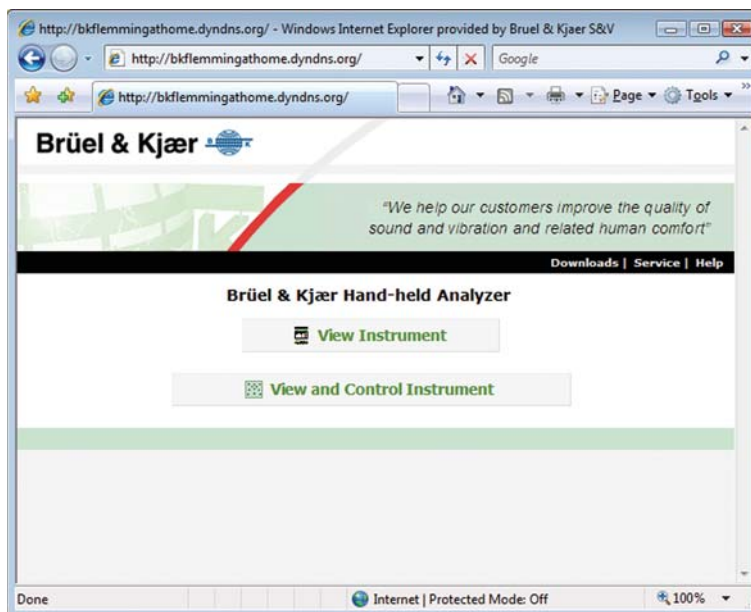 http://bkflemmingathome.dyndns.org/ - Windows Internet Explorer provided by Bruel & Kjaer S&V
http://bkflemmingathome.dyndns.org/
Google
http://bkflemmingathome.dyndns.org/
Page
Tools
»
Brüel & Kjær
"We help our customers improve the quality of
sound and vibration and related human comfort"
Downloads | Service | Help
Brüel & Kjær Hand-held Analyzer
View Instrument
View and Control Instrument
Done
Internet | Protected Mode: Off
100%